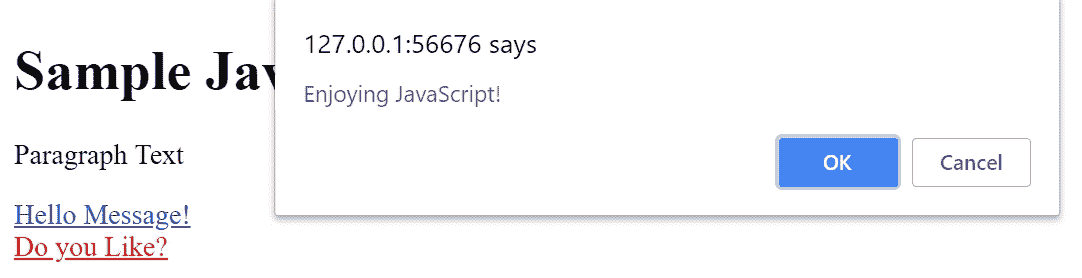 Sample Jav
Paragraph Text
Hello Message!
Do you Like?
127.0.0.1:56676 says
Enjoying JavaScript!
OK
Cancel